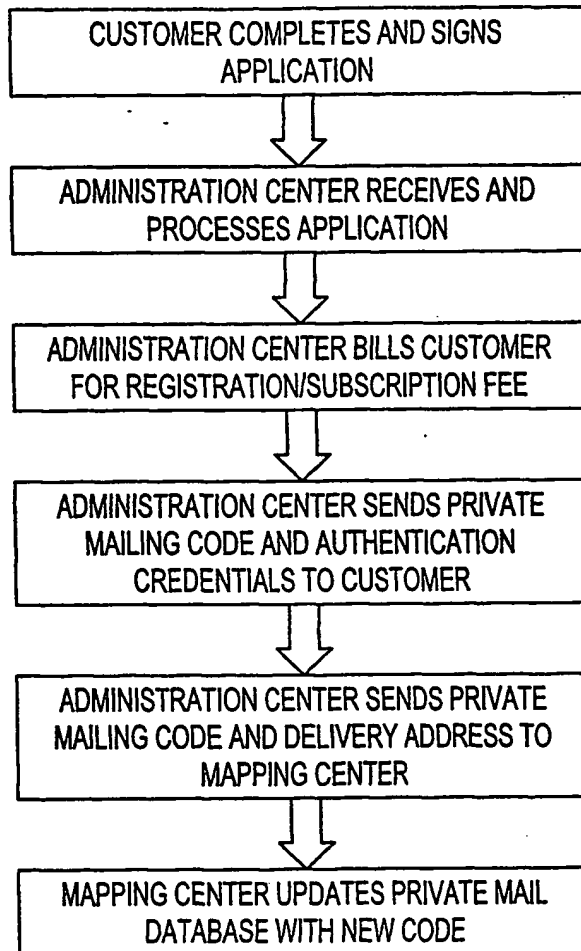 CUSTOMER COMPLETES AND SIGNS
APPLICATION
ADMINISTRATION CENTER RECEIVES AND
PROCESSES APPLICATION
ADMINISTRATION CENTER BILLS CUSTOMER
FOR REGISTRATION/SUBSCRIPTION FEE
ADMINISTRATION CENTER SENDS PRIVATE
MAILING CODE AND AUTHENTICATION
CREDENTIALS TO CUSTOMER
ADMINISTRATION CENTER SENDS PRIVATE
MAILING CODE AND DELIVERY ADDRESS TO
MAPPING CENTER
MAPPING CENTER UPDATES PRIVATE MAIL
DATABASE WITH NEW CODE